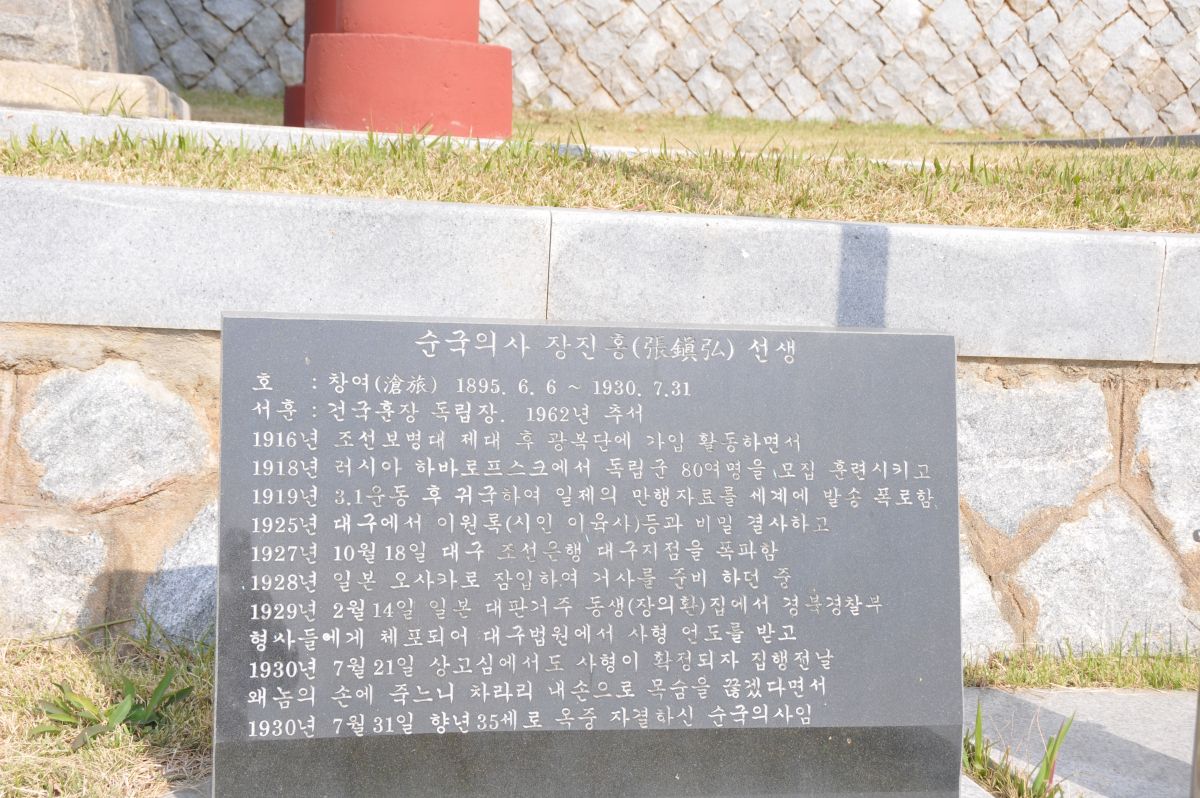 순국의사 장진홍(張鎭弘) 선생
호 : 창여(滄旅) 1895. 6. 6 ~ 1930. 7.31
서훈 : 건국훈장 독립장. 1962년 추서
1916년 조선보병대 제대 후 광복단에 가입 활동하면서
1918년 러시아 하바로프스크에서 독립군 80여명을 모집 훈련시키고
1919년 3.1운동 후 귀국하여 일제의 만행자료를 세계에 발송 폭로함
1925년 대구에서 이원록(시인 이육사)등과 비밀 결사하고
1927년 10월 18일 대구 조선은행 대구지점을 폭파함
1928년 일본 오사카로 잠입하여 거사를 준비 하던 중
1929년 2월 14일 일본 대판거주 동생(장의환)집에서 경북경찰부
형사들에게 체포되어 대구법원에서 사형 언도를 받고
1930년 7월 21일 상고심에서도 사형이 확정되자 집행전날
왜놈의 손에 죽느니 차라리 내손으로 목숨을 끊겠다면서
1930년 7월 31일 향년 35세로 옥중 자결하신 순국의사임